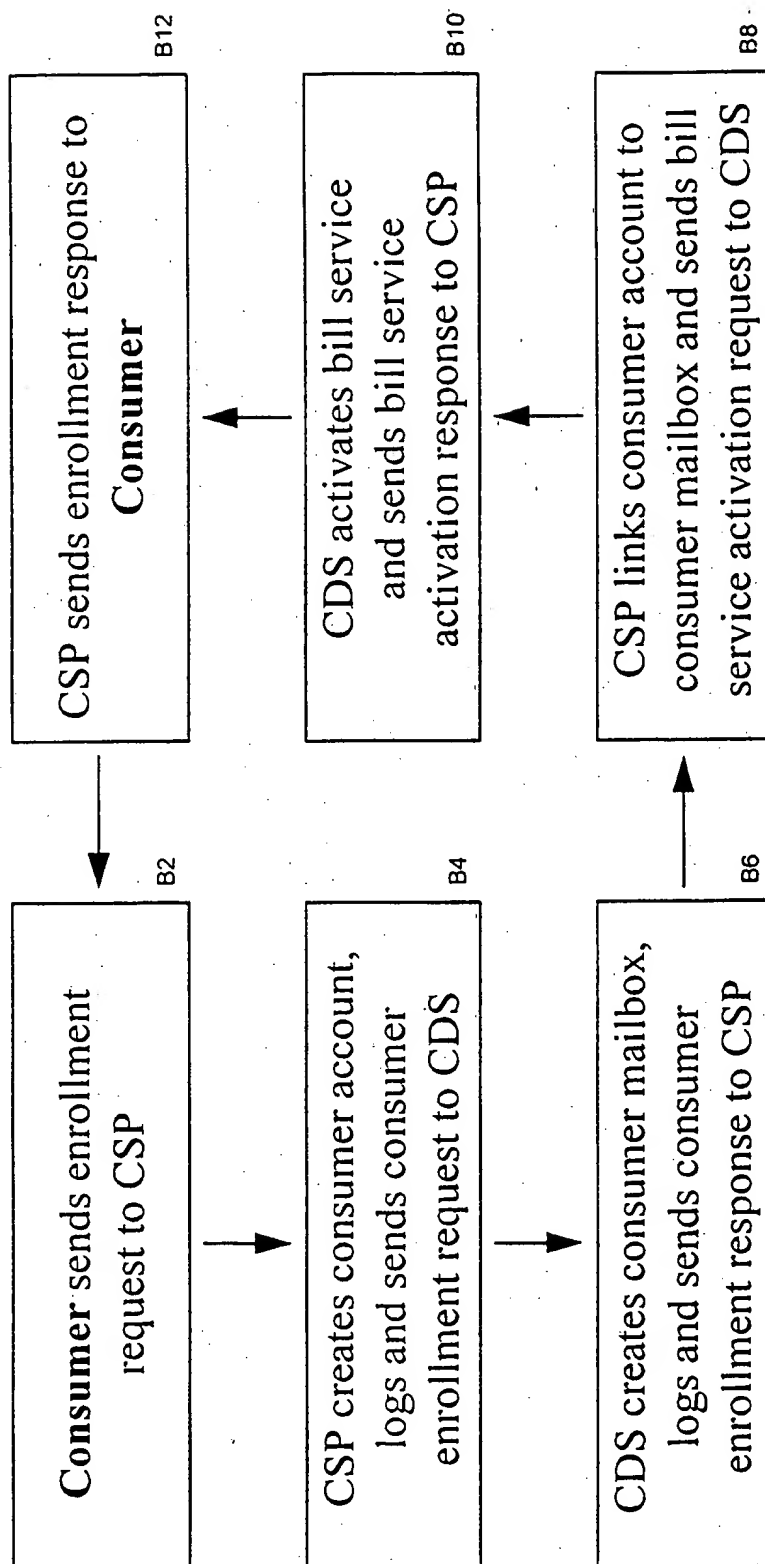 Consumer sends enrollment
request to CSP
B2
CSP creates consumer account,
logs and sends consumer
enrollment request to CDS
B4
CDS creates consumer mailbox,
logs and sends consumer
enrollment response to CSP
B6
CSP links consumer account to
consumer mailbox and sends bill
service activation request to CDS
B8
CDS activates bill service
and sends bill service
activation response to CSP
B10
CSP sends enrollment response to
Consumer
B12